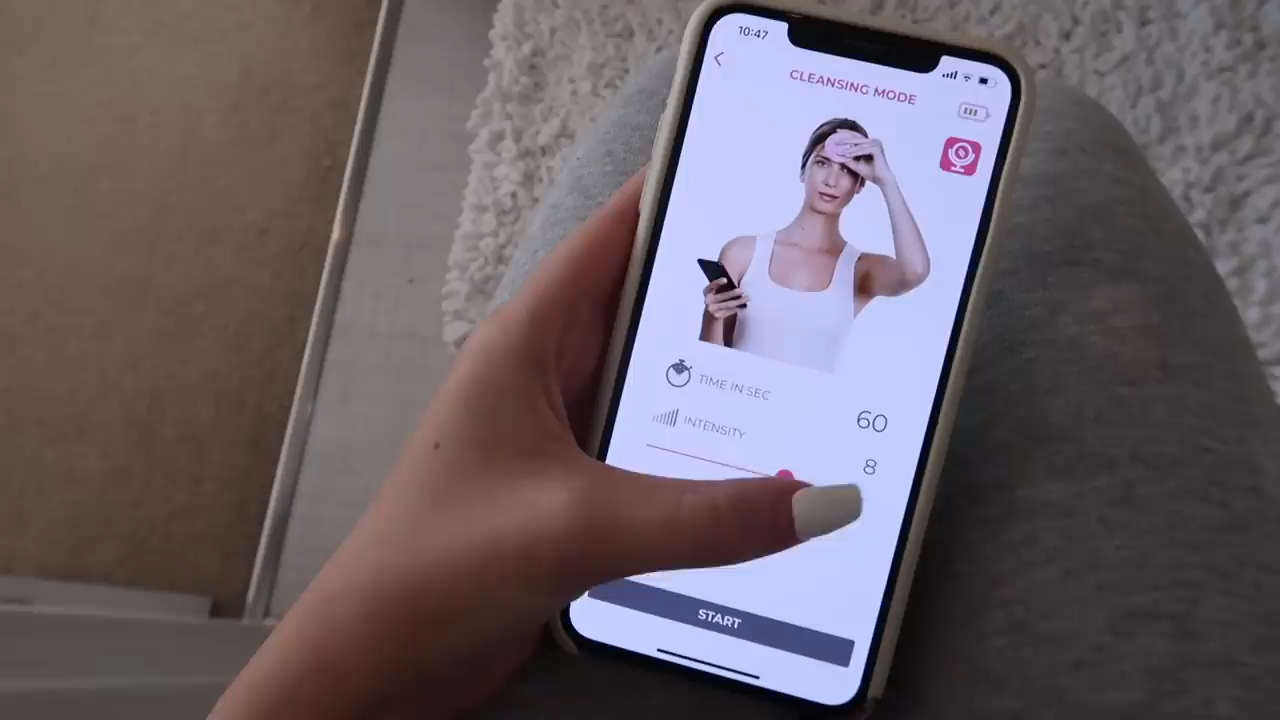 10:47
CLEANSING MODE
TIME IN SEC
60
INTENSITY
8
START